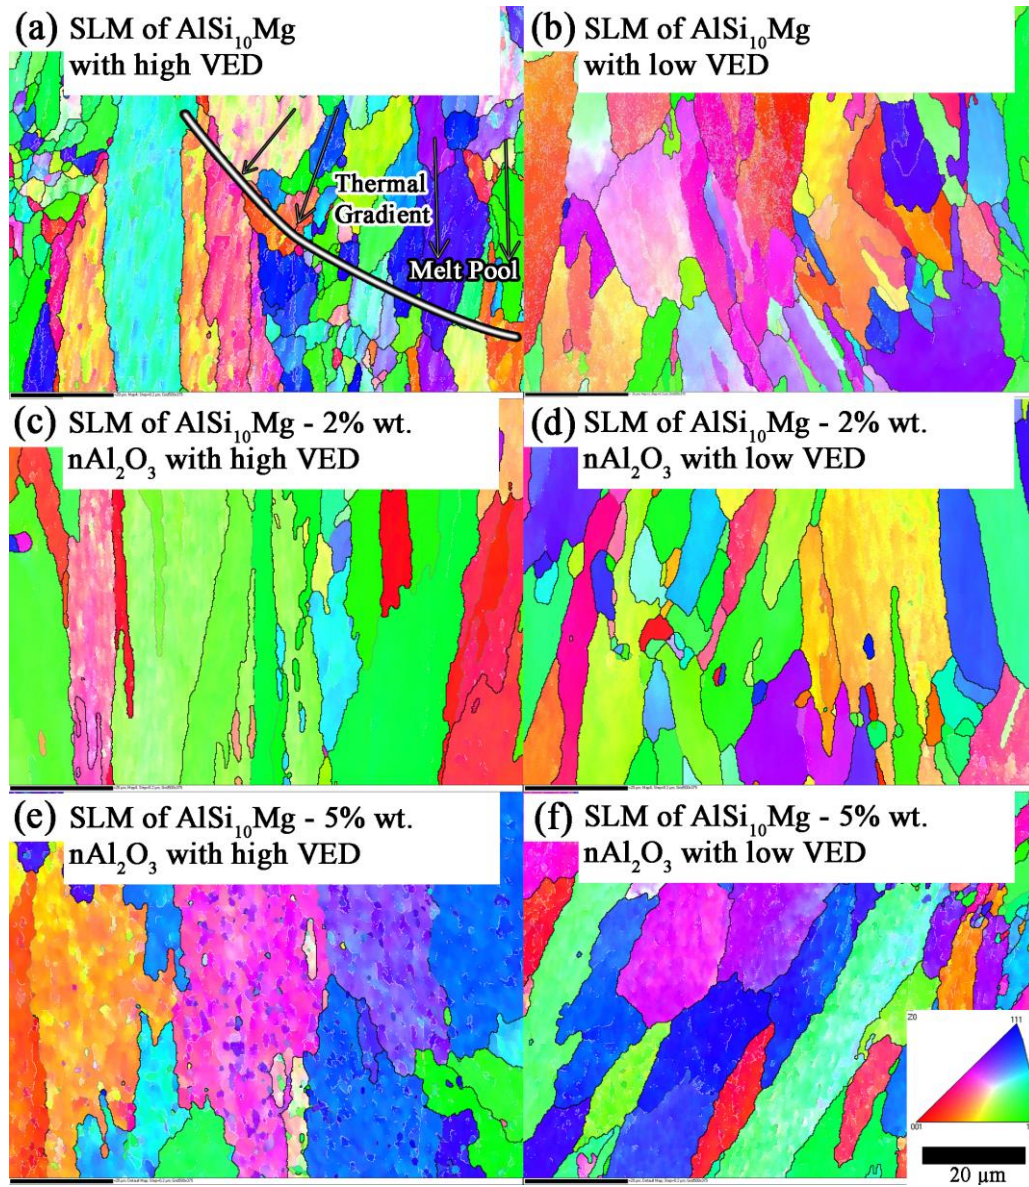 (a) SLM of AlSi₁₀Mg
with high VED
(b) SLM of AlSi₁₀Mg
with low VED
Thermal
Gradient
Melt Pool
(c) SLM of AlSi₁₀Mg - 2% wt.
nAl₂O₃ with high VED
(d) SLM of AlSi₁₀Mg - 2% wt.
nAl₂O₃ with low VED
(e) SLM of AlSi₁₀Mg - 5% wt.
nAl₂O₃ with high VED
(f) SLM of AlSi₁₀Mg - 5% wt.
nAl₂O₃ with low VED
Z0
111
001
20 µm